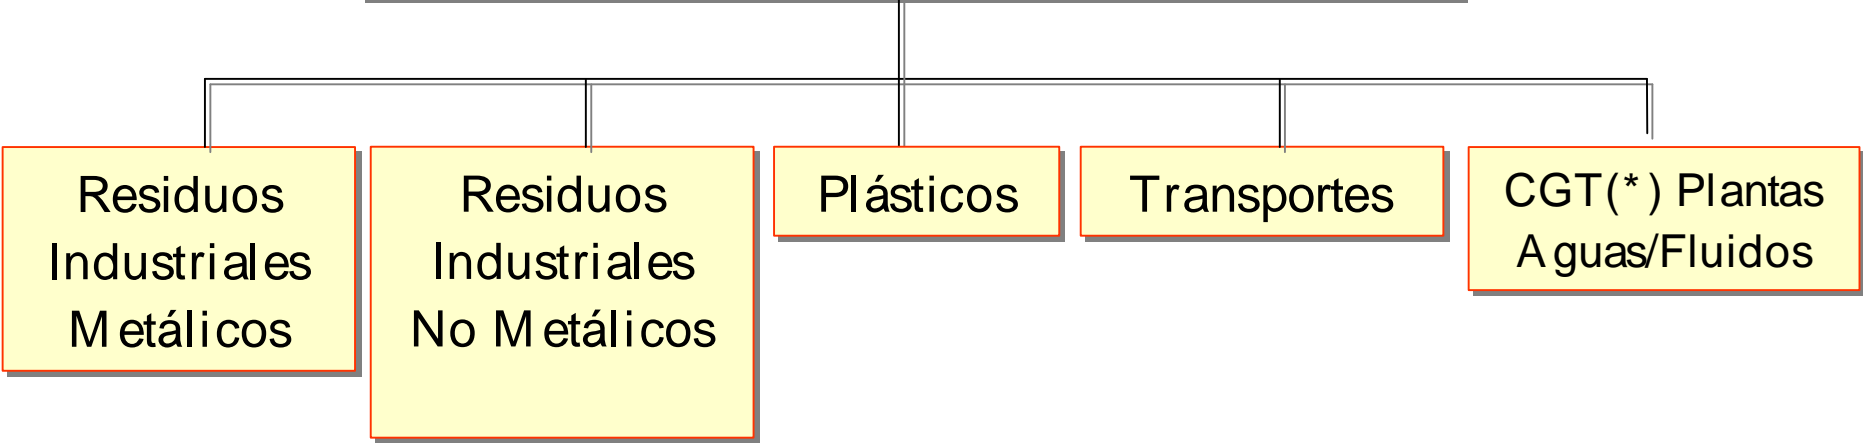 Residuos
Industriales
Metálicos
Residuos
Industriales
No Metálicos
Plásticos
Transportes
CGT(*) Plantas
Aguas/Fluidos